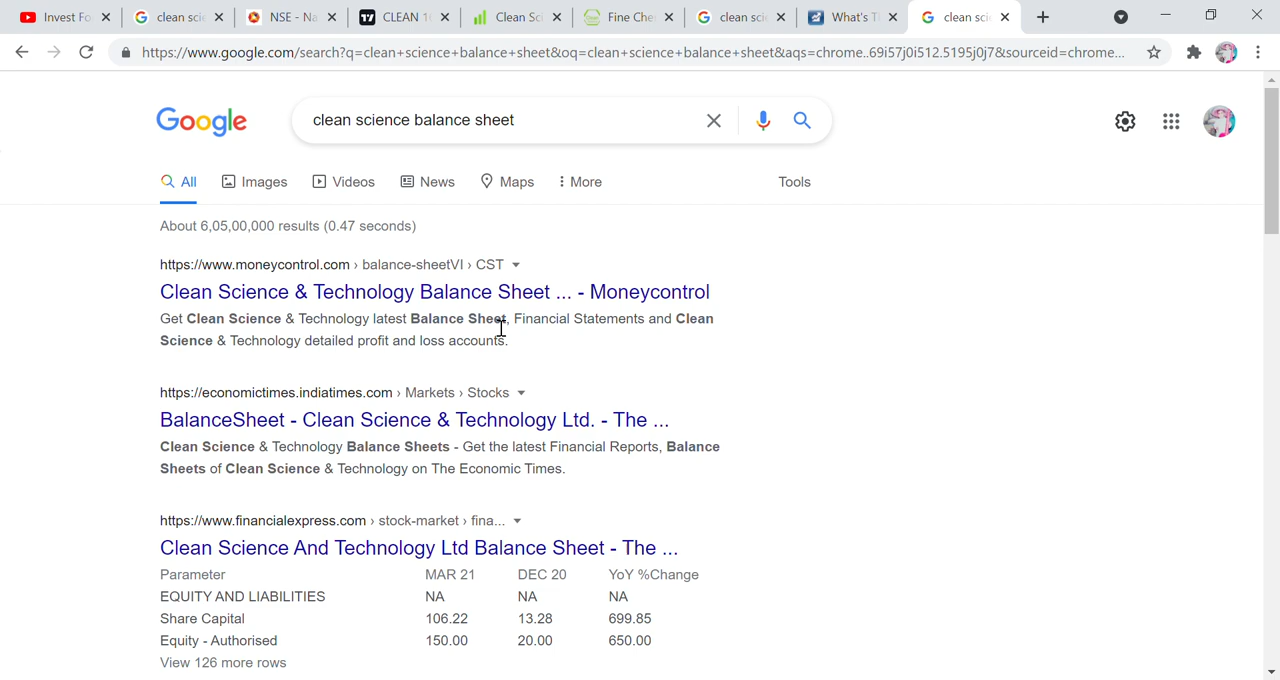 Invest Fo
clean scie
NSE - Na
CLEAN 1
Clean Sci
Fine Che
clean scie
What's T
clean scie
https://www.google.com/search?q=clean+science+balance+sheet&oq=clean+science+balance+sheet&aqs=chrome..69i57j0i512.5195j0j7&sourceid=chrome...
Google
clean science balance sheet
All
Images
Videos
News
Maps
More
Tools
About 6,05,00,000 results (0.47 seconds)
https://www.moneycontrol.com › balance-sheetVI › CST
Clean Science & Technology Balance Sheet ... - Moneycontrol
Get Clean Science & Technology latest Balance Sheet, Financial Statements and Clean
Science & Technology detailed profit and loss accounts.
https://economictimes.indiatimes.com › Markets › Stocks
BalanceSheet - Clean Science & Technology Ltd. - The ...
Clean Science & Technology Balance Sheets - Get the latest Financial Reports, Balance
Sheets of Clean Science & Technology on The Economic Times.
https://www.financialexpress.com › stock-market › fina...
Clean Science And Technology Ltd Balance Sheet - The ...
Parameter MAR 21 DEC 20 YoY %Change
EQUITY AND LIABILITIES NA NA NA
Share Capital 106.22 13.28 699.85
Equity - Authorised 150.00 20.00 650.00
View 126 more rows